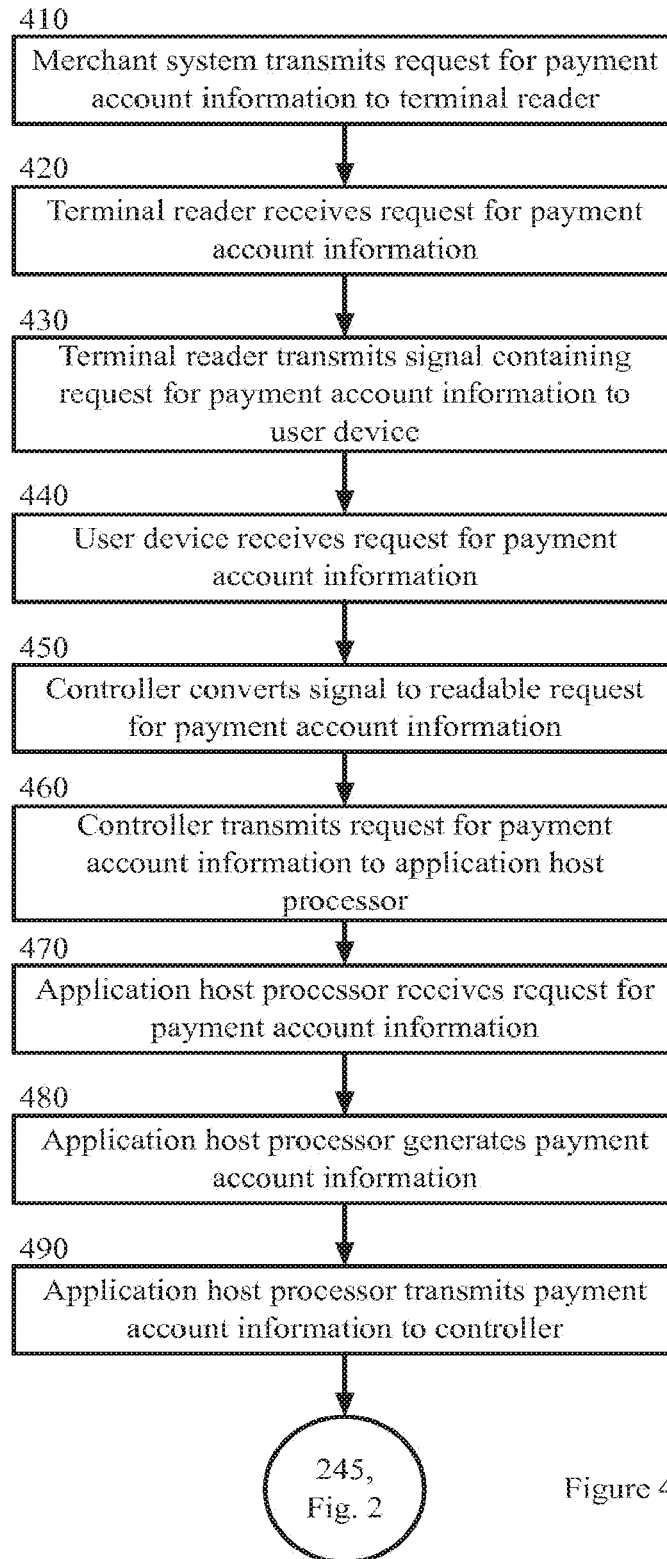 410
Merchant system transmits request for payment
account information to terminal reader
420
Terminal reader receives request for payment
account information
430
Terminal reader transmits signal containing
request for payment account information to
user device
440
User device receives request for payment
account information
450
Controller converts signal to readable request
for payment account information
460
Controller transmits request for payment
account information to application host
processor
470
Application host processor receives request for
payment account information
480
Application host processor generates payment
account information
490
Application host processor transmits payment
account information to controller
245,
Fig. 2
Figure 4